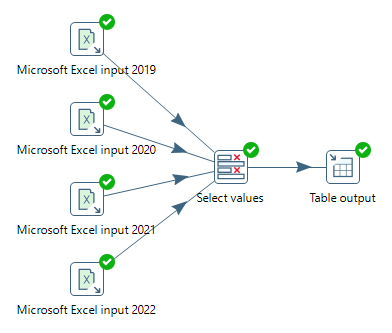 Microsoft Excel input 2019
Microsoft Excel input 2020
Select values
Table output
Microsoft Excel input 2021
Microsoft Excel input 2022